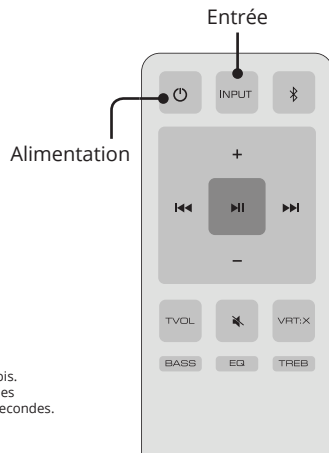 Entrée
INPUT
Alimentation
+
−
TVOL
VRT:X
BASS EQ TREB
ois.
es
econdes.